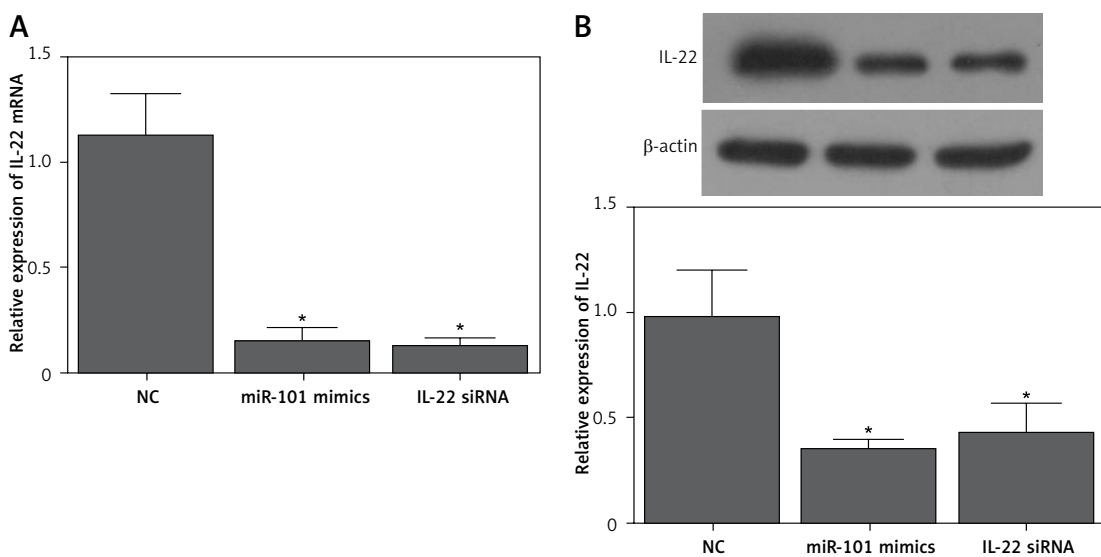 A
Relative expression of IL-22 mRNA
1.5
1.0
0.5
0
*
*
NC miR-101 mimics IL-22 siRNA
B
IL-22
β-actin
Relative expression of IL-22
1.5
1.0
0.5
0
*
*
NC miR-101 mimics IL-22 siRNA